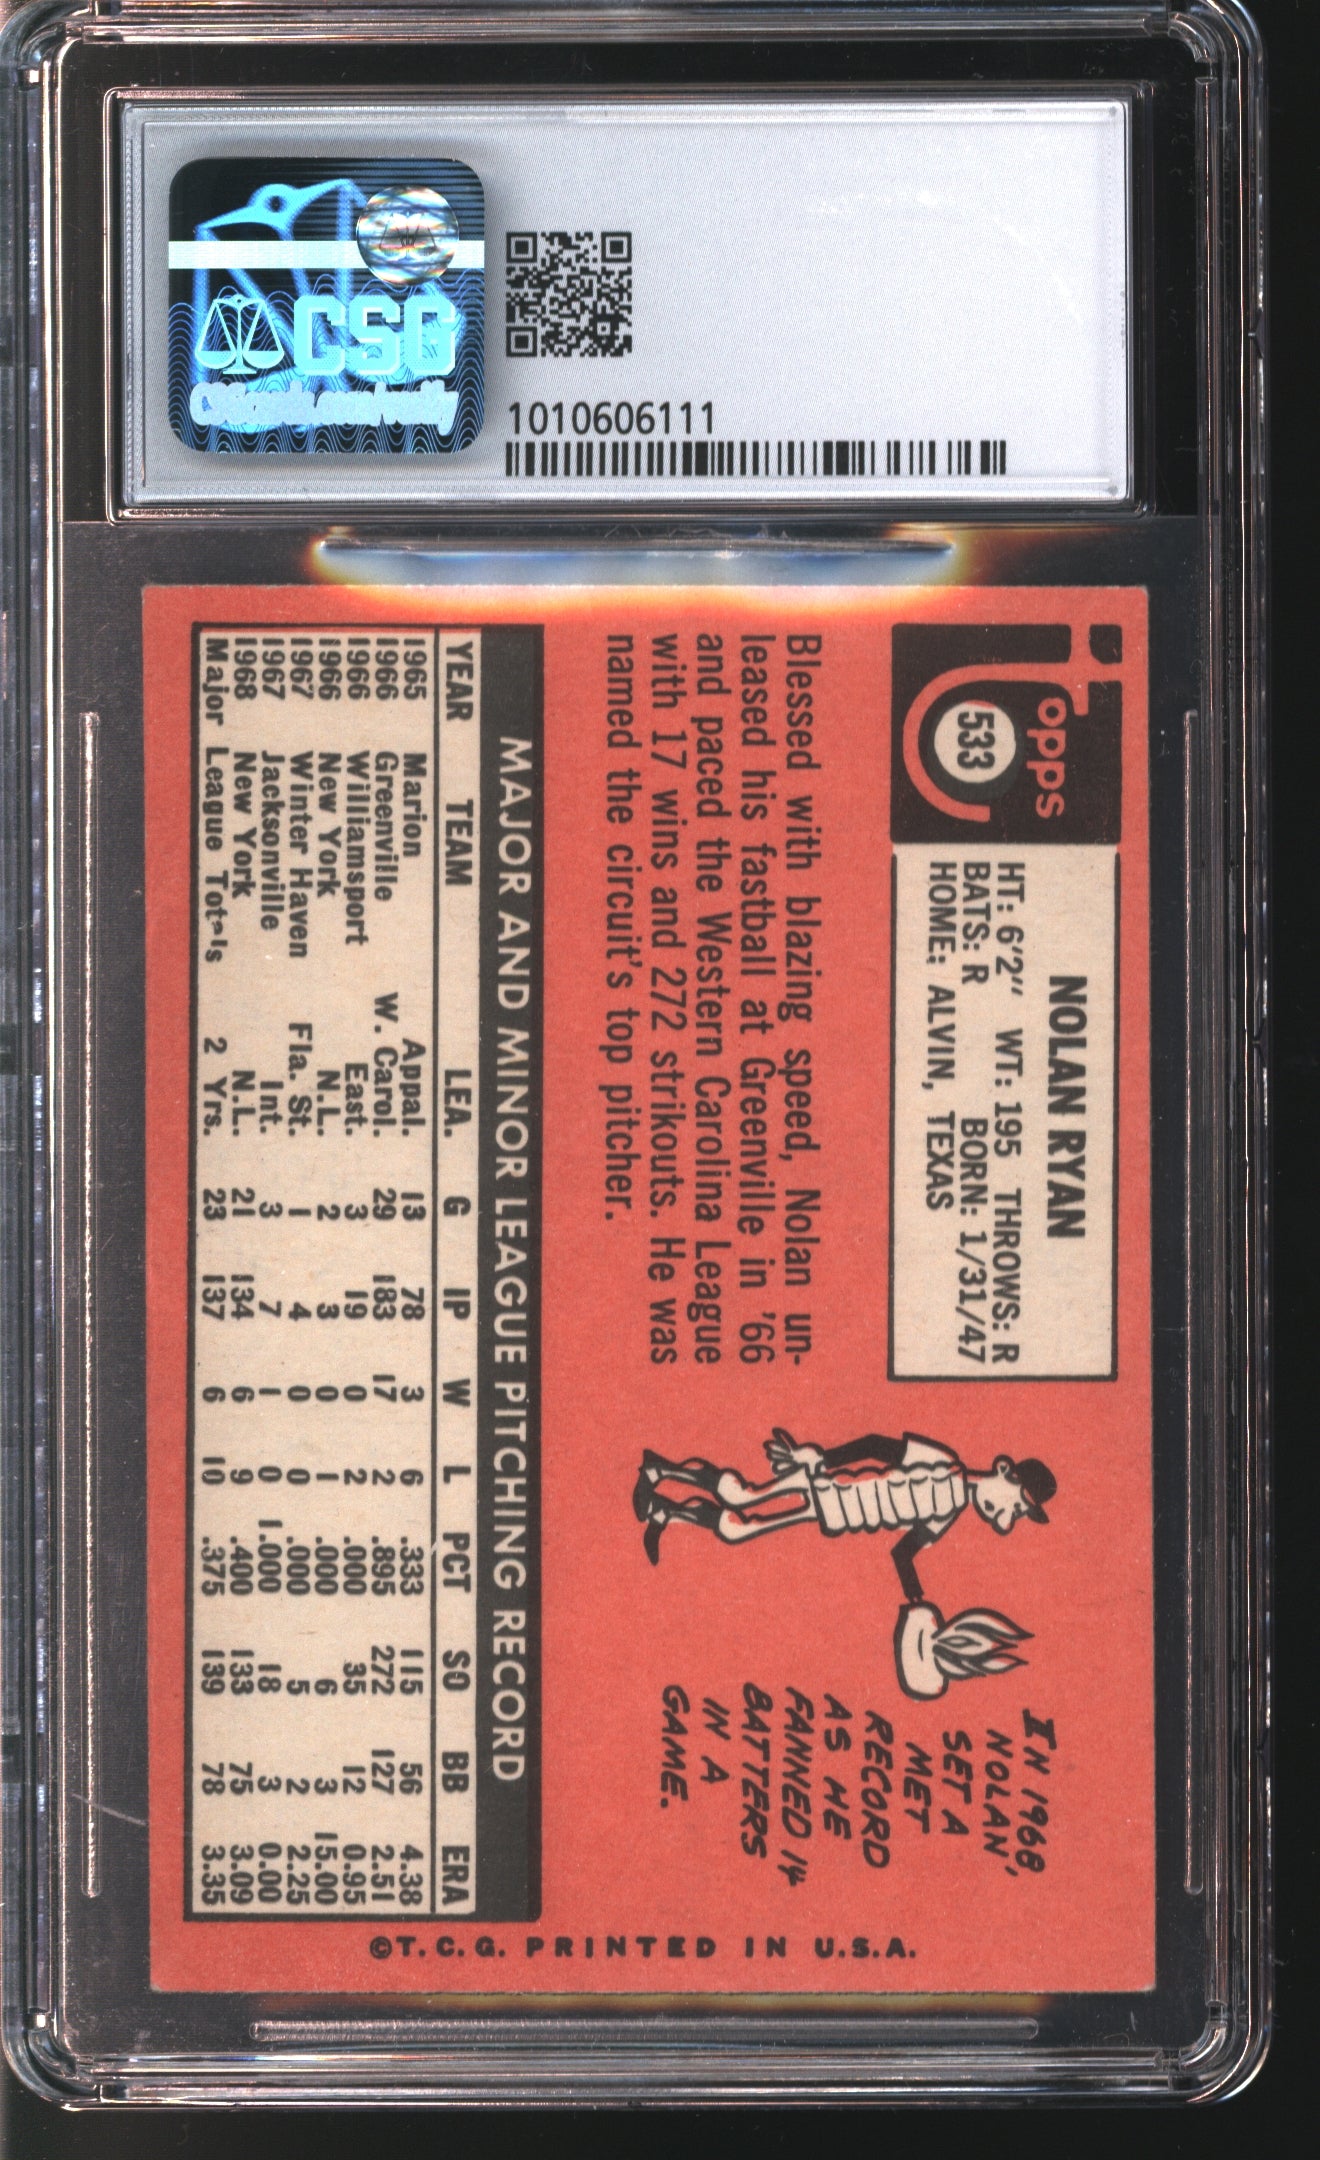 CSG
1010606111
Topps
533
NOLAN RYAN
HT: 6'2" WT: 195 THROWS: R
BATS: R BORN: 1/31/47
HOME: ALVIN, TEXAS
Blessed with blazing speed, Nolan un-
leased his fastball at Greenville in '66
and paced the Western Carolina League
with 17 wins and 272 strikouts. He was
named the circuit's top pitcher.
IN 1968
NOLAN,
SET A
MET
RECORD
AS HE
FANNED 14
BATTERS
IN A
GAME.
MAJOR AND MINOR LEAGUE PITCHING RECORD
YEAR TEAM LEA. G IP W L PCT SO BB ERA
1965 Marion Appal. 13 78 3 6 .333 115 56 4.38
1966 Greenville W. Carol. 29 183 17 2 .895 272 127 2.51
1966 Williamsport East. 3 19 0 2 .000 35 12 0.95
1966 New York N.L. 2 3 0 1 .000 6 3 15.00
1967 Winter Haven Fla. St. 1 4 0 0 .000 5 2 2.25
1967 Jacksonville Int. 3 7 1 0 1.000 18 3 0.00
1968 New York N.L. 21 134 6 9 .400 133 75 3.09
Major League Totals 2 Yrs. 23 137 6 10 .375 139 78 3.35
©T.C.G. PRINTED IN U.S.A.